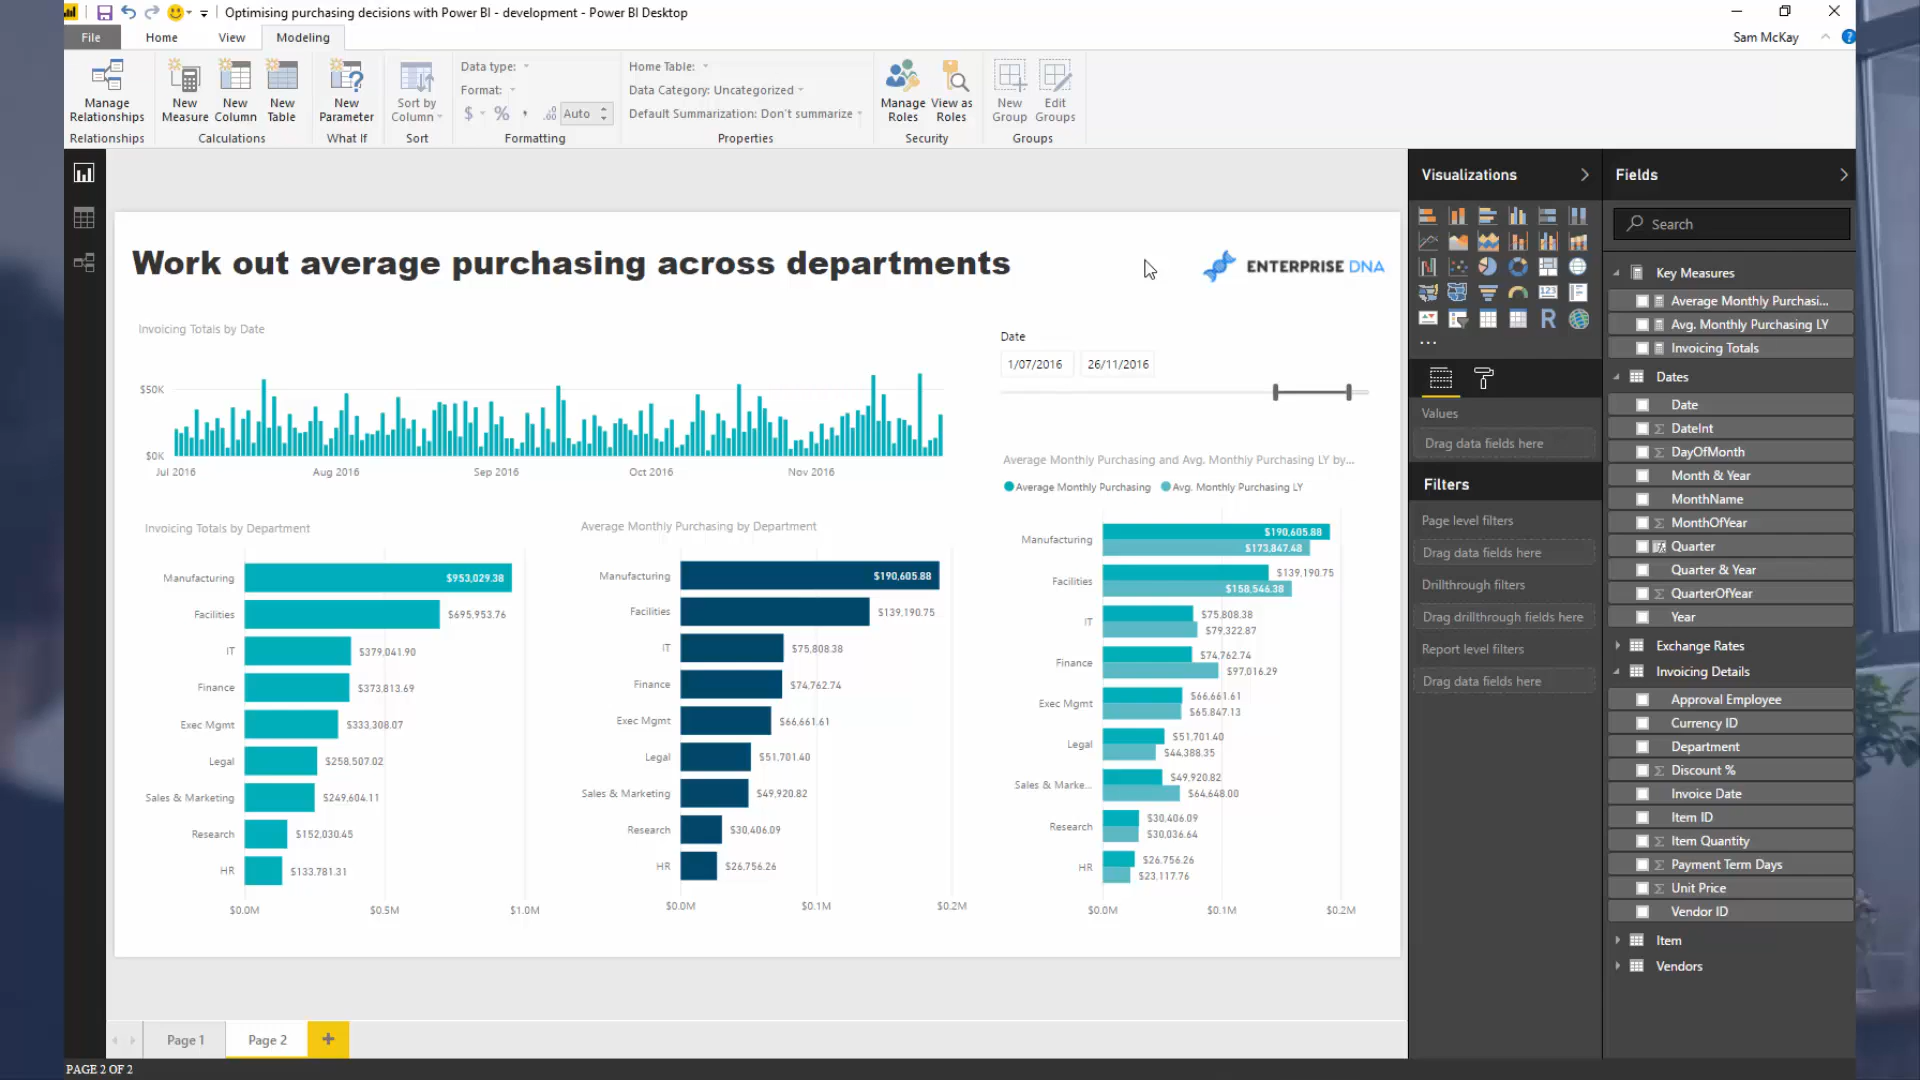 Optimising purchasing decisions with Power BI - development - Power BI Desktop
File Home View Modeling Sam McKay
Data type: Home Table:
Format: Data Category: Uncategorized
Auto Default Summarization: Don't summarize
Manage Relationships
New Measure
New Column
New Table
New Parameter
Sort by Column
Manage Roles
View as Roles
New Group
Edit Groups
Relationships Calculations What If Sort Formatting Properties Security Groups
Work out average purchasing across departments
ENTERPRISE DNA
Invoicing Totals by Date
$50K
$0K
Jul 2016 Aug 2016 Sep 2016 Oct 2016 Nov 2016
Date
1/07/2016 26/11/2016
Invoicing Totals by Department
Manufacturing $953,029.38
Facilities $695,953.76
IT $379,041.90
Finance $373,813.69
Exec Mgmt $333,308.07
Legal $258,507.02
Sales & Marketing $249,604.11
Research $152,030.45
HR $133,781.31
$0.0M $0.5M $1.0M
Average Monthly Purchasing by Department
Manufacturing $190,605.88
Facilities $139,190.75
IT $75,808.38
Finance $74,762.74
Exec Mgmt $66,661.61
Legal $51,701.40
Sales & Marketing $49,920.82
Research $30,406.09
HR $26,756.26
$0.0M $0.1M $0.2M
Average Monthly Purchasing and Avg. Monthly Purchasing LY by...
Average Monthly Purchasing Avg. Monthly Purchasing LY
Manufacturing $190,605.88
$173,847.48
Facilities $139,190.75
$158,546.38
IT $75,808.38
$79,322.87
Finance $74,762.74
$97,016.29
Exec Mgmt $66,661.61
$65,847.13
Legal $51,701.40
$44,388.35
Sales & Marke... $49,920.82
$64,648.00
Research $30,406.09
$30,036.64
HR $26,756.26
$23,117.76
$0.0M $0.1M $0.2M
Visualizations
Values
Drag data fields here
Filters
Page level filters
Drag data fields here
Drillthrough filters
Drag drillthrough fields here
Report level filters
Drag data fields here
Fields
Search
Key Measures
Average Monthly Purchasi...
Avg. Monthly Purchasing LY
Invoicing Totals
Dates
Date
DateInt
DayOfMonth
Month & Year
MonthName
MonthOfYear
Quarter
Quarter & Year
QuarterOfYear
Year
Exchange Rates
Invoicing Details
Approval Employee
Currency ID
Department
Discount %
Invoice Date
Item ID
Item Quantity
Payment Term Days
Unit Price
Vendor ID
Item
Vendors
Page 1 Page 2 +
PAGE 2 OF 2